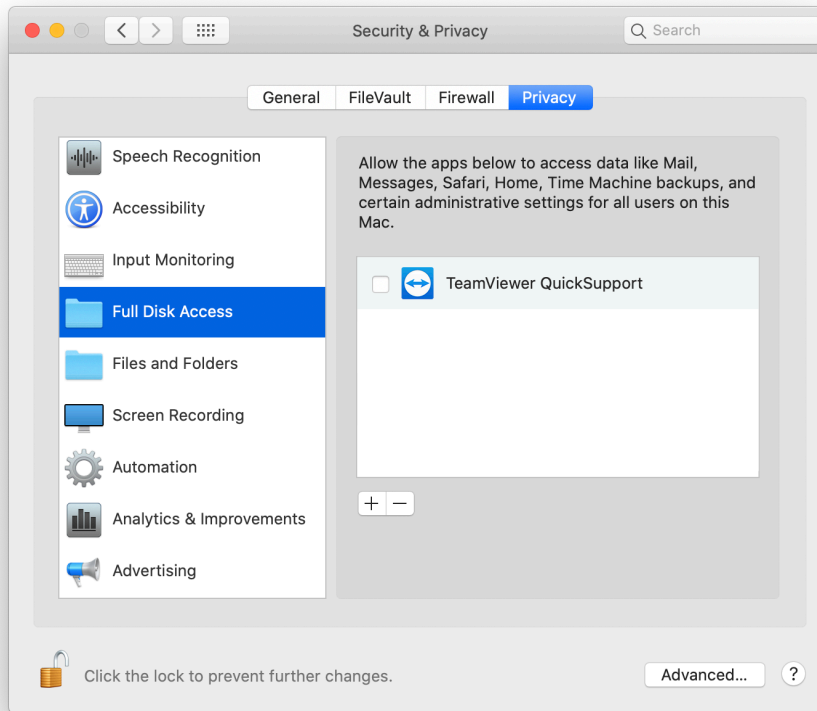 Security & Privacy
Search
General
FileVault
Firewall
Privacy
Speech Recognition
Accessibility
Input Monitoring
Full Disk Access
Files and Folders
Screen Recording
Automation
Analytics & Improvements
Advertising
Allow the apps below to access data like Mail,
Messages, Safari, Home, Time Machine backups, and
certain administrative settings for all users on this
Mac.
TeamViewer QuickSupport
Click the lock to prevent further changes.
Advanced...
?